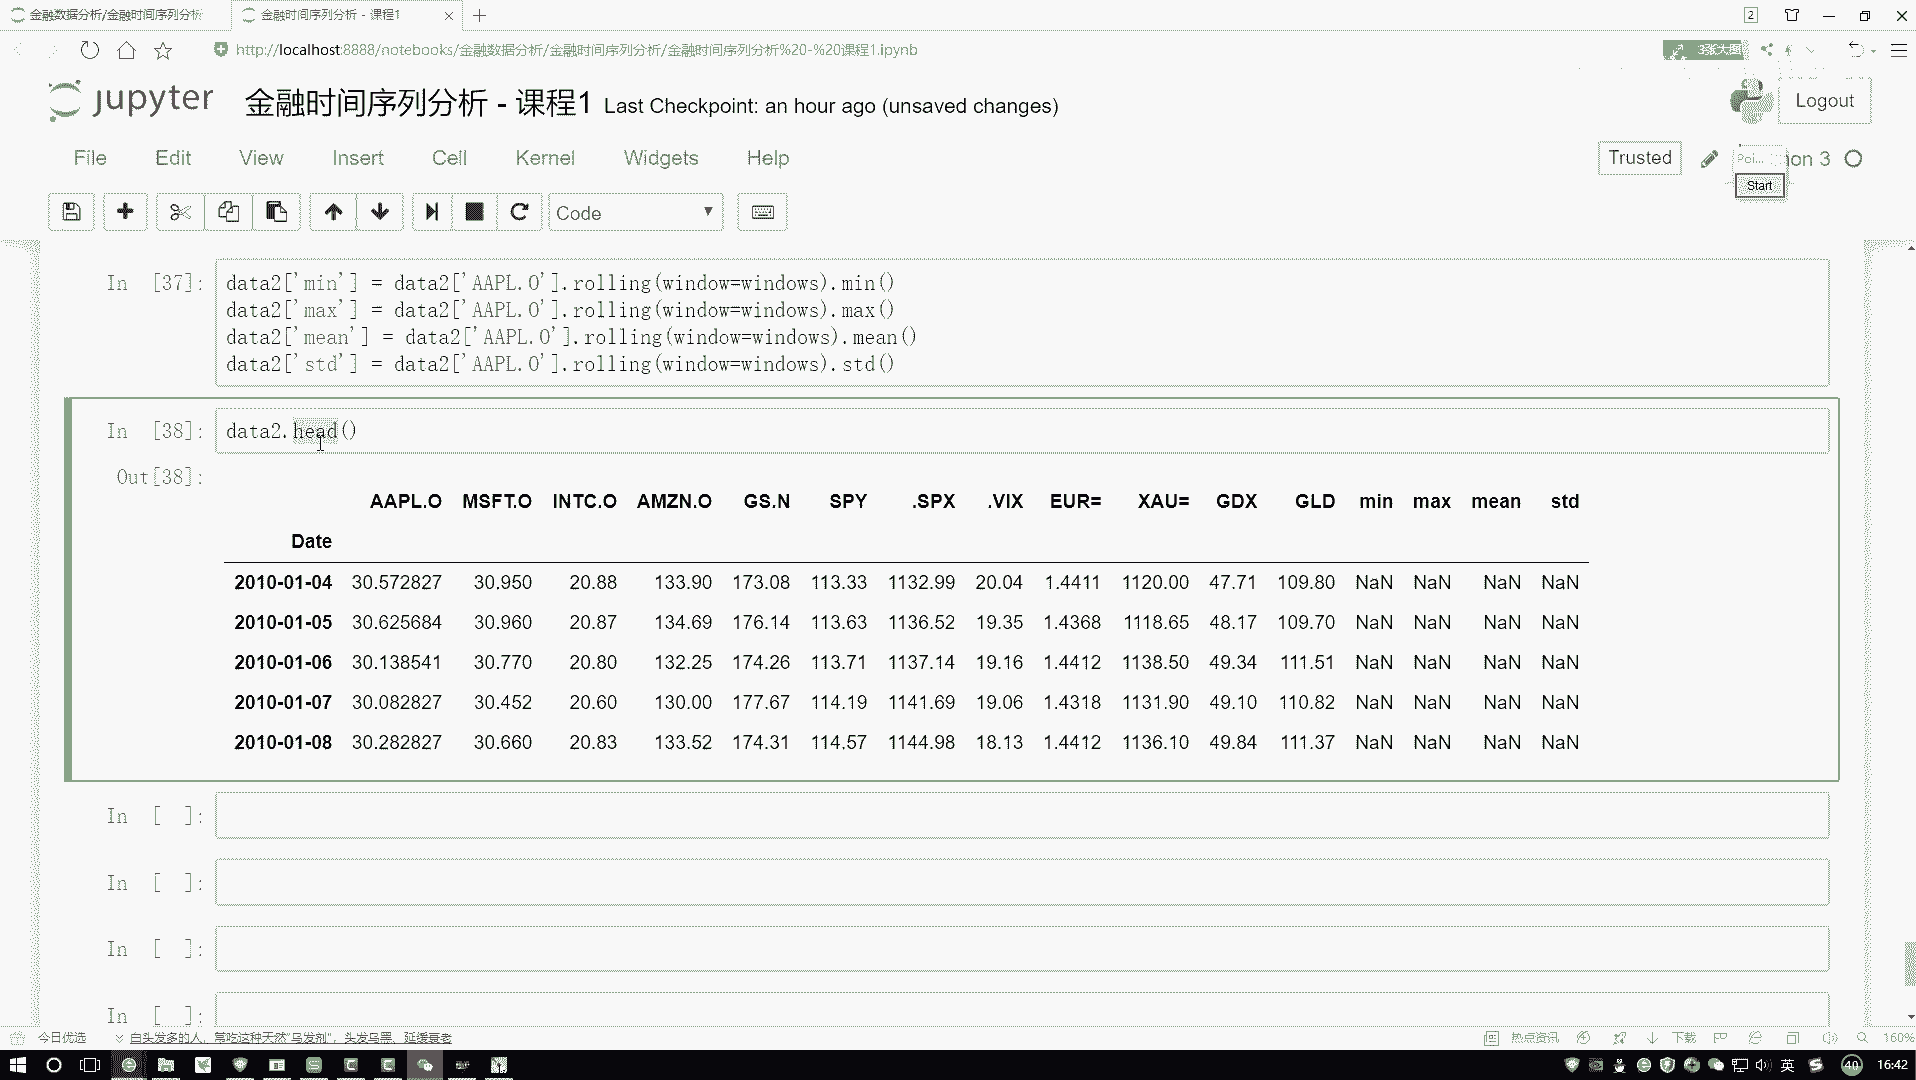 金融数据分析/金融时间序列分析
金融时间序列分析 - 课程1
2
http://localhost:8888/notebooks/金融数据分析/金融时间序列分析/金融时间序列分析%20-%20课程1.ipynb
3张大图
jupyter 金融时间序列分析 - 课程1 Last Checkpoint: an hour ago (unsaved changes)
Logout
File Edit View Insert Cell Kernel Widgets Help
Trusted
Poi... on 3
Start
Code
In [37]:
data2['min'] = data2['AAPL.O'].rolling(window=windows).min()
data2['max'] = data2['AAPL.O'].rolling(window=windows).max()
data2['mean'] = data2['AAPL.O'].rolling(window=windows).mean()
data2['std'] = data2['AAPL.O'].rolling(window=windows).std()
In [38]: data2.head()
Out[38]:
AAPL.O MSFT.O INTC.O AMZN.O GS.N SPY .SPX .VIX EUR= XAU= GDX GLD min max mean std
Date
2010-01-04 30.572827 30.950 20.88 133.90 173.08 113.33 1132.99 20.04 1.4411 1120.00 47.71 109.80 NaN NaN NaN NaN
2010-01-05 30.625684 30.960 20.87 134.69 176.14 113.63 1136.52 19.35 1.4368 1118.65 48.17 109.70 NaN NaN NaN NaN
2010-01-06 30.138541 30.770 20.80 132.25 174.26 113.71 1137.14 19.16 1.4412 1138.50 49.34 111.51 NaN NaN NaN NaN
2010-01-07 30.082827 30.452 20.60 130.00 177.67 114.19 1141.69 19.06 1.4318 1131.90 49.10 110.82 NaN NaN NaN NaN
2010-01-08 30.282827 30.660 20.83 133.52 174.31 114.57 1144.98 18.13 1.4412 1136.10 49.84 111.37 NaN NaN NaN NaN
In [ ]:
In [ ]:
In [ ]:
In [ ]:
今日优选 白头发多的人，常吃这种天然"乌发剂"，头发乌黑、延缓衰老
热点资讯 下载 160%
英 40 16:42